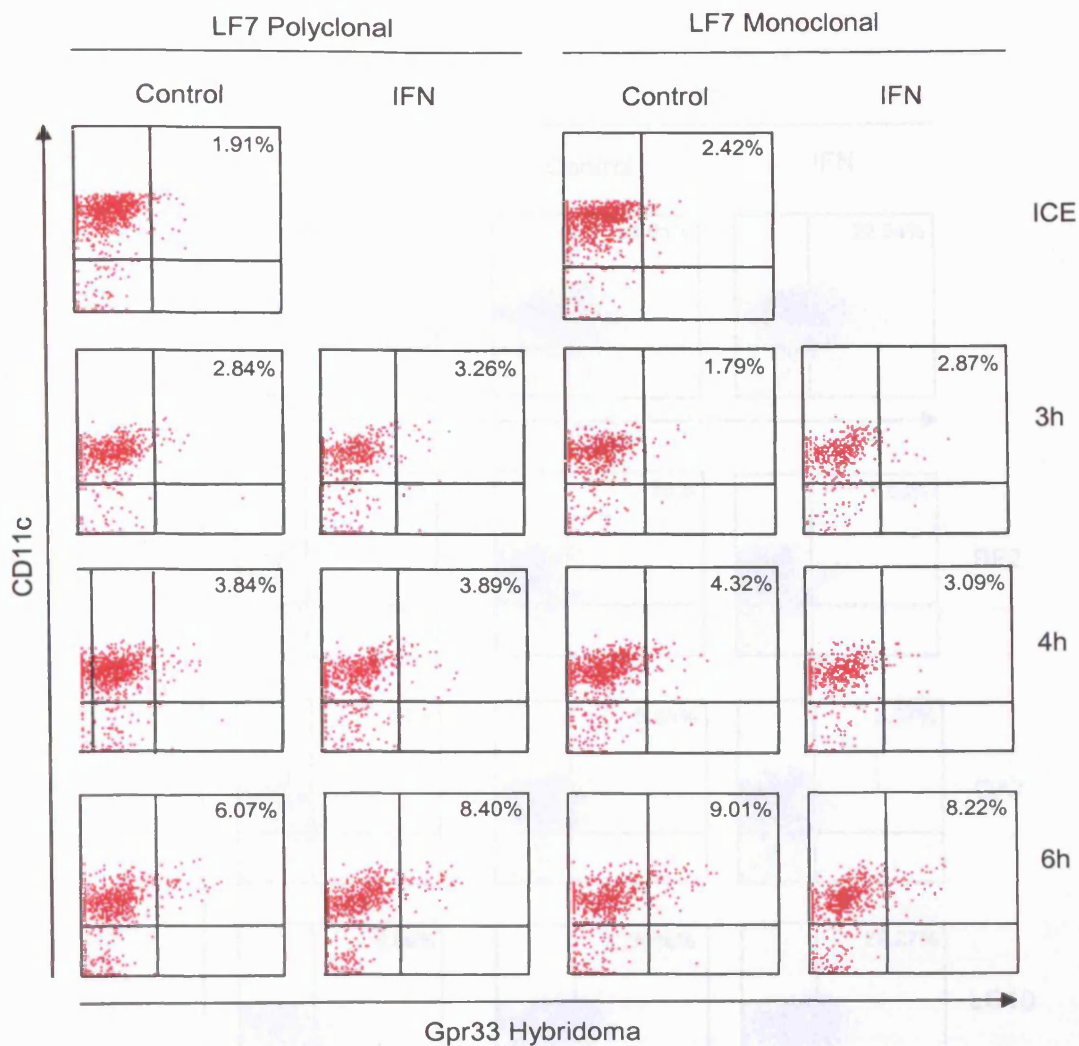 LF7 Polyclonal LF7 Monoclonal
Control IFN Control IFN
1.91% 2.42% ICE
2.84% 3.26% 1.79% 2.87% 3h
3.84% 3.89% 4.32% 3.09% 4h
6.07% 8.40% 9.01% 8.22% 6h
CD11c
Gpr33 Hybridoma